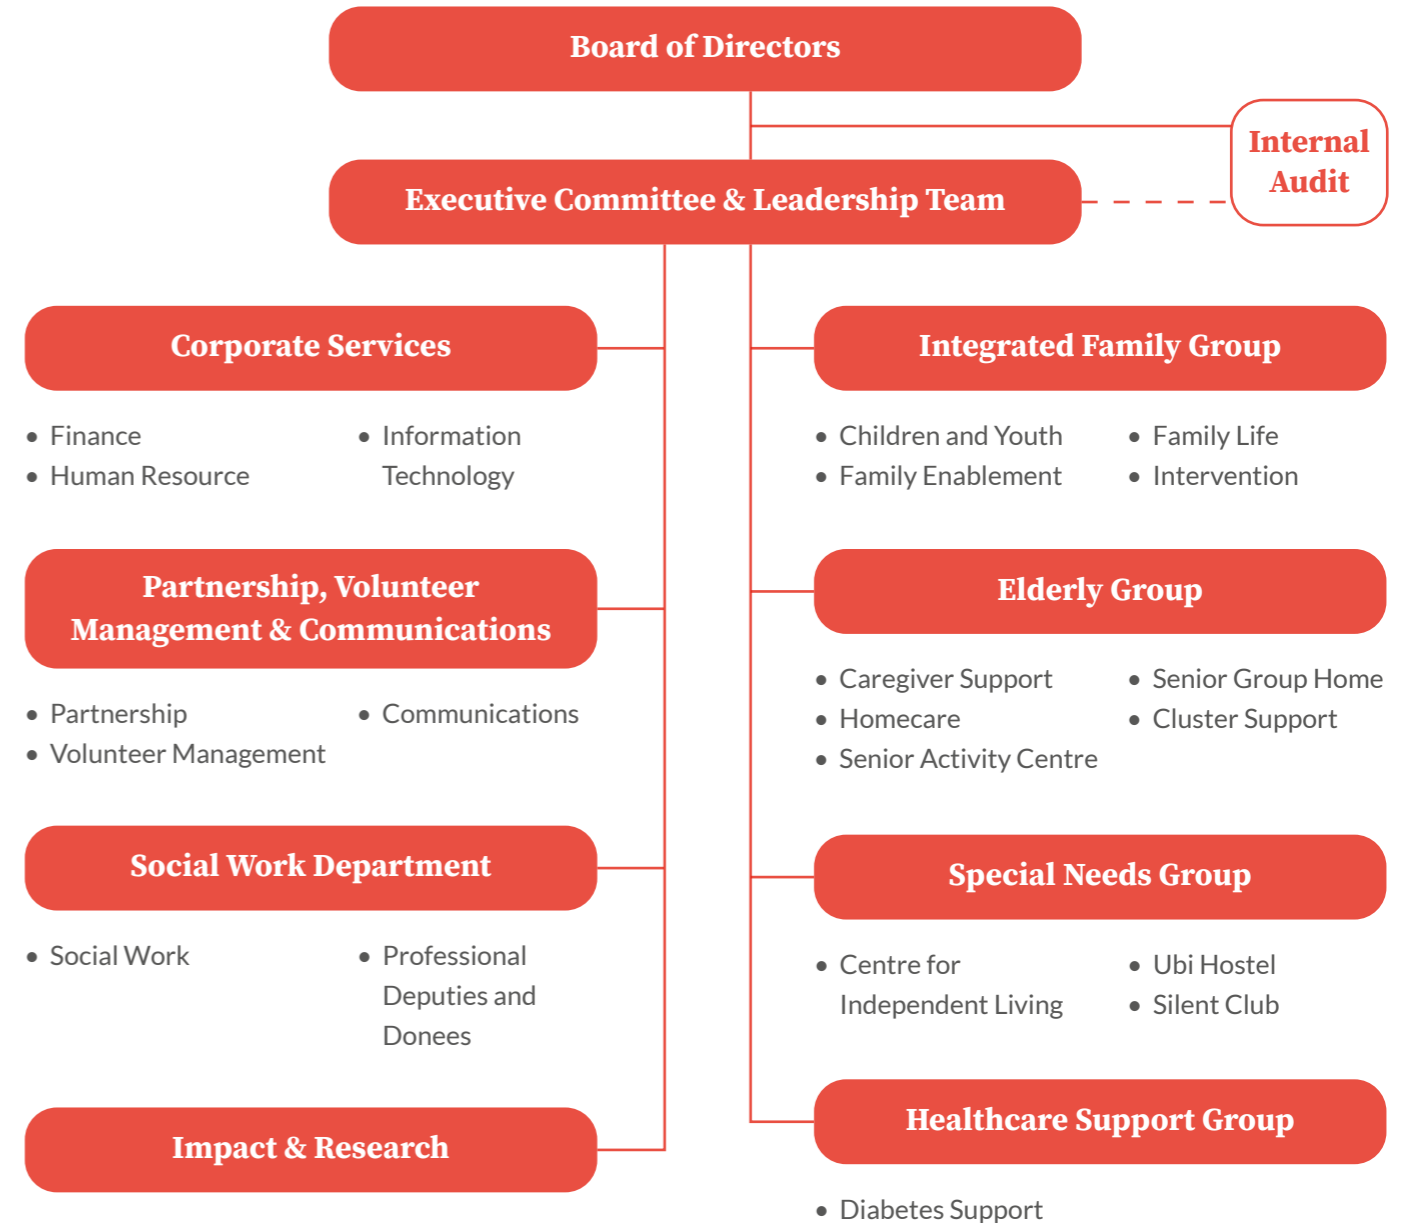 Board of Directors
Internal
Audit
Executive Committee & Leadership Team
Corporate Services
• Finance
• Human Resource
• Information
Technology
Partnership, Volunteer
Management & Communications
• Partnership
• Volunteer Management
• Communications
Social Work Department
• Social Work
• Professional
Deputies and
Donees
Impact & Research
Integrated Family Group
• Children and Youth
• Family Enablement
• Family Life
• Intervention
Elderly Group
• Caregiver Support
• Homecare
• Senior Activity Centre
• Senior Group Home
• Cluster Support
Special Needs Group
• Centre for
Independent Living
• Ubi Hostel
• Silent Club
Healthcare Support Group
• Diabetes Support